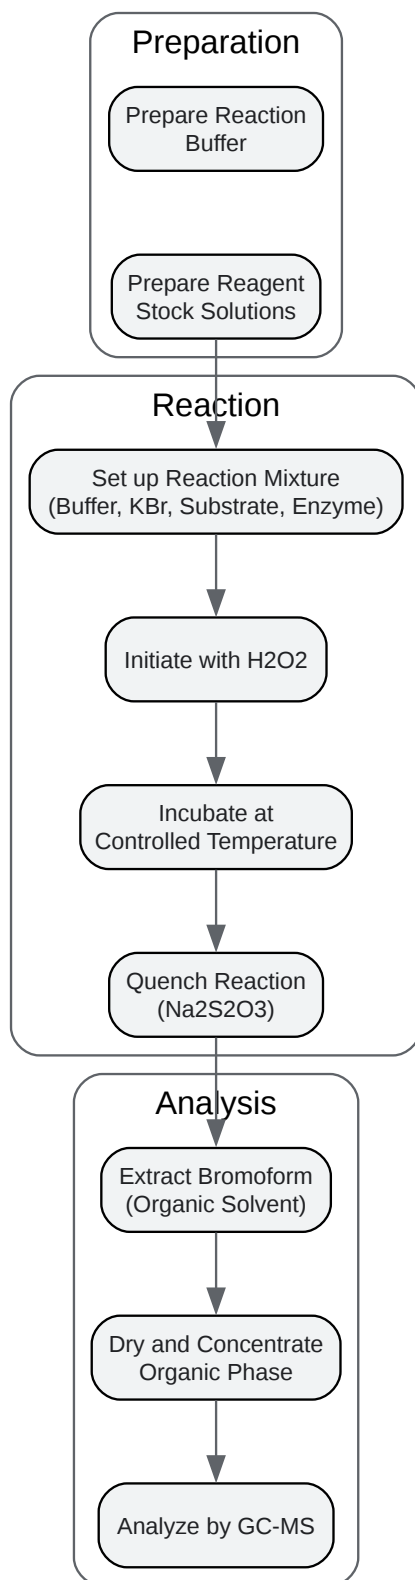 Preparation
Prepare Reaction
Buffer
Prepare Reagent
Stock Solutions
Reaction
Set up Reaction Mixture
(Buffer, KBr, Substrate, Enzyme)
Initiate with H2O2
Incubate at
Controlled Temperature
Quench Reaction
(Na2S2O3)
Analysis
Extract Bromoform
(Organic Solvent)
Dry and Concentrate
Organic Phase
Analyze by GC-MS